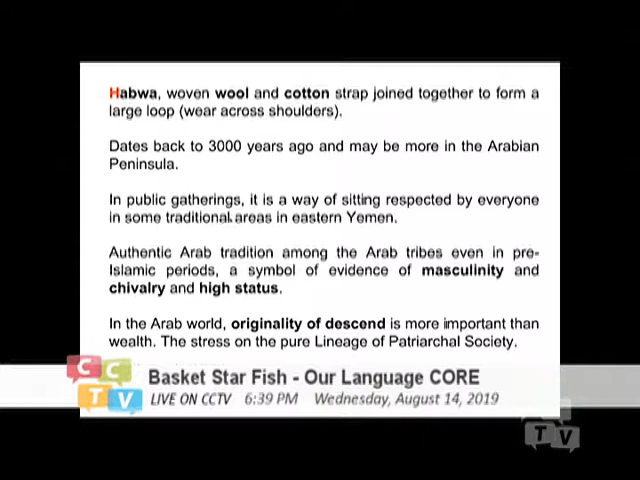 Habwa, woven wool and cotton strap joined together to form a
large loop (wear across shoulders).
Dates back to 3000 years ago and may be more in the Arabian
Peninsula.
In public gatherings, it is a way of sitting respected by everyone
in some traditional areas in eastern Yemen.
Authentic Arab tradition among the Arab tribes even in pre-
Islamic periods, a symbol of evidence of masculinity and
chivalry and high status.
In the Arab world, originality of descend is more important than
wealth. The stress on the pure Lineage of Patriarchal Society.
CCTV
Basket Star Fish - Our Language CORE
LIVE ON CCTV 6:39 PM Wednesday, August 14, 2019
TV